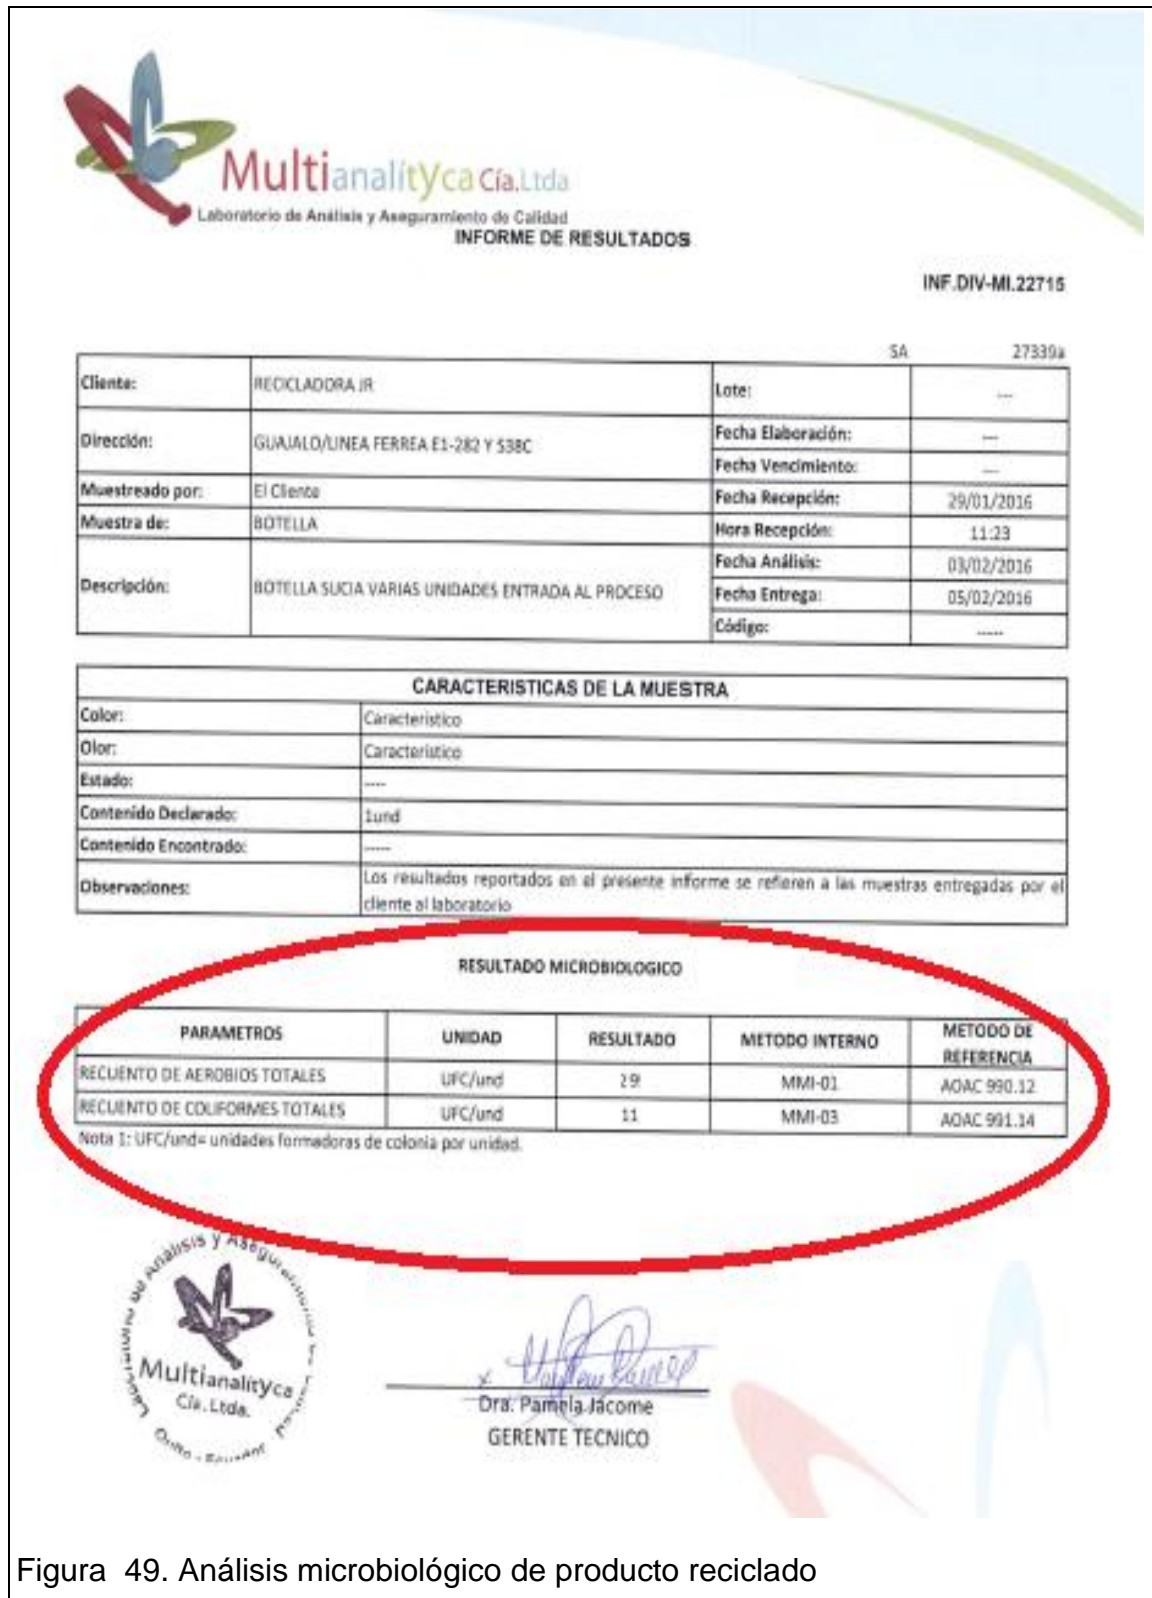 Multianalítyca Cía.Ltda
Laboratorio de Análisis y Aseguramiento de Calidad
INFORME DE RESULTADOS
INF.DIV-MI.22715
SA 27339a
Cliente: RECICLADORA JR Lote: ---
Dirección: GUAJALO/LINEA FERREA E1-282 Y S38C Fecha Elaboración: ---
Fecha Vencimiento: ---
Muestreado por: El Cliente Fecha Recepción: 29/01/2016
Muestra de: BOTELLA Hora Recepción: 11:23
Fecha Análisis: 03/02/2016
Descripción: BOTELLA SUCIA VARIAS UNIDADES ENTRADA AL PROCESO Fecha Entrega: 05/02/2016
Código: -----
CARACTERISTICAS DE LA MUESTRA
Color: Caracteristico
Olor: Caracteristico
Estado: ----
Contenido Declarado: 1und
Contenido Encontrado: -----
Observaciones: Los resultados reportados en el presente informe se refieren a las muestras entregadas por el
cliente al laboratorio
RESULTADO MICROBIOLOGICO
PARAMETROS UNIDAD RESULTADO METODO INTERNO METODO DE
REFERENCIA
RECUENTO DE AEROBIOS TOTALES UFC/und 29 MMI-01 AOAC 990.12
RECUENTO DE COLIFORMES TOTALES UFC/und 11 MMI-03 AOAC 991.14
Nota 1: UFC/und= unidades formadoras de colonia por unidad.
Análisis y
Multianalityca
Cía.Ltda.
Quito - Ecuador
Dra. Pamela Jácome
GERENTE TECNICO
Figura 49. Análisis microbiológico de producto reciclado